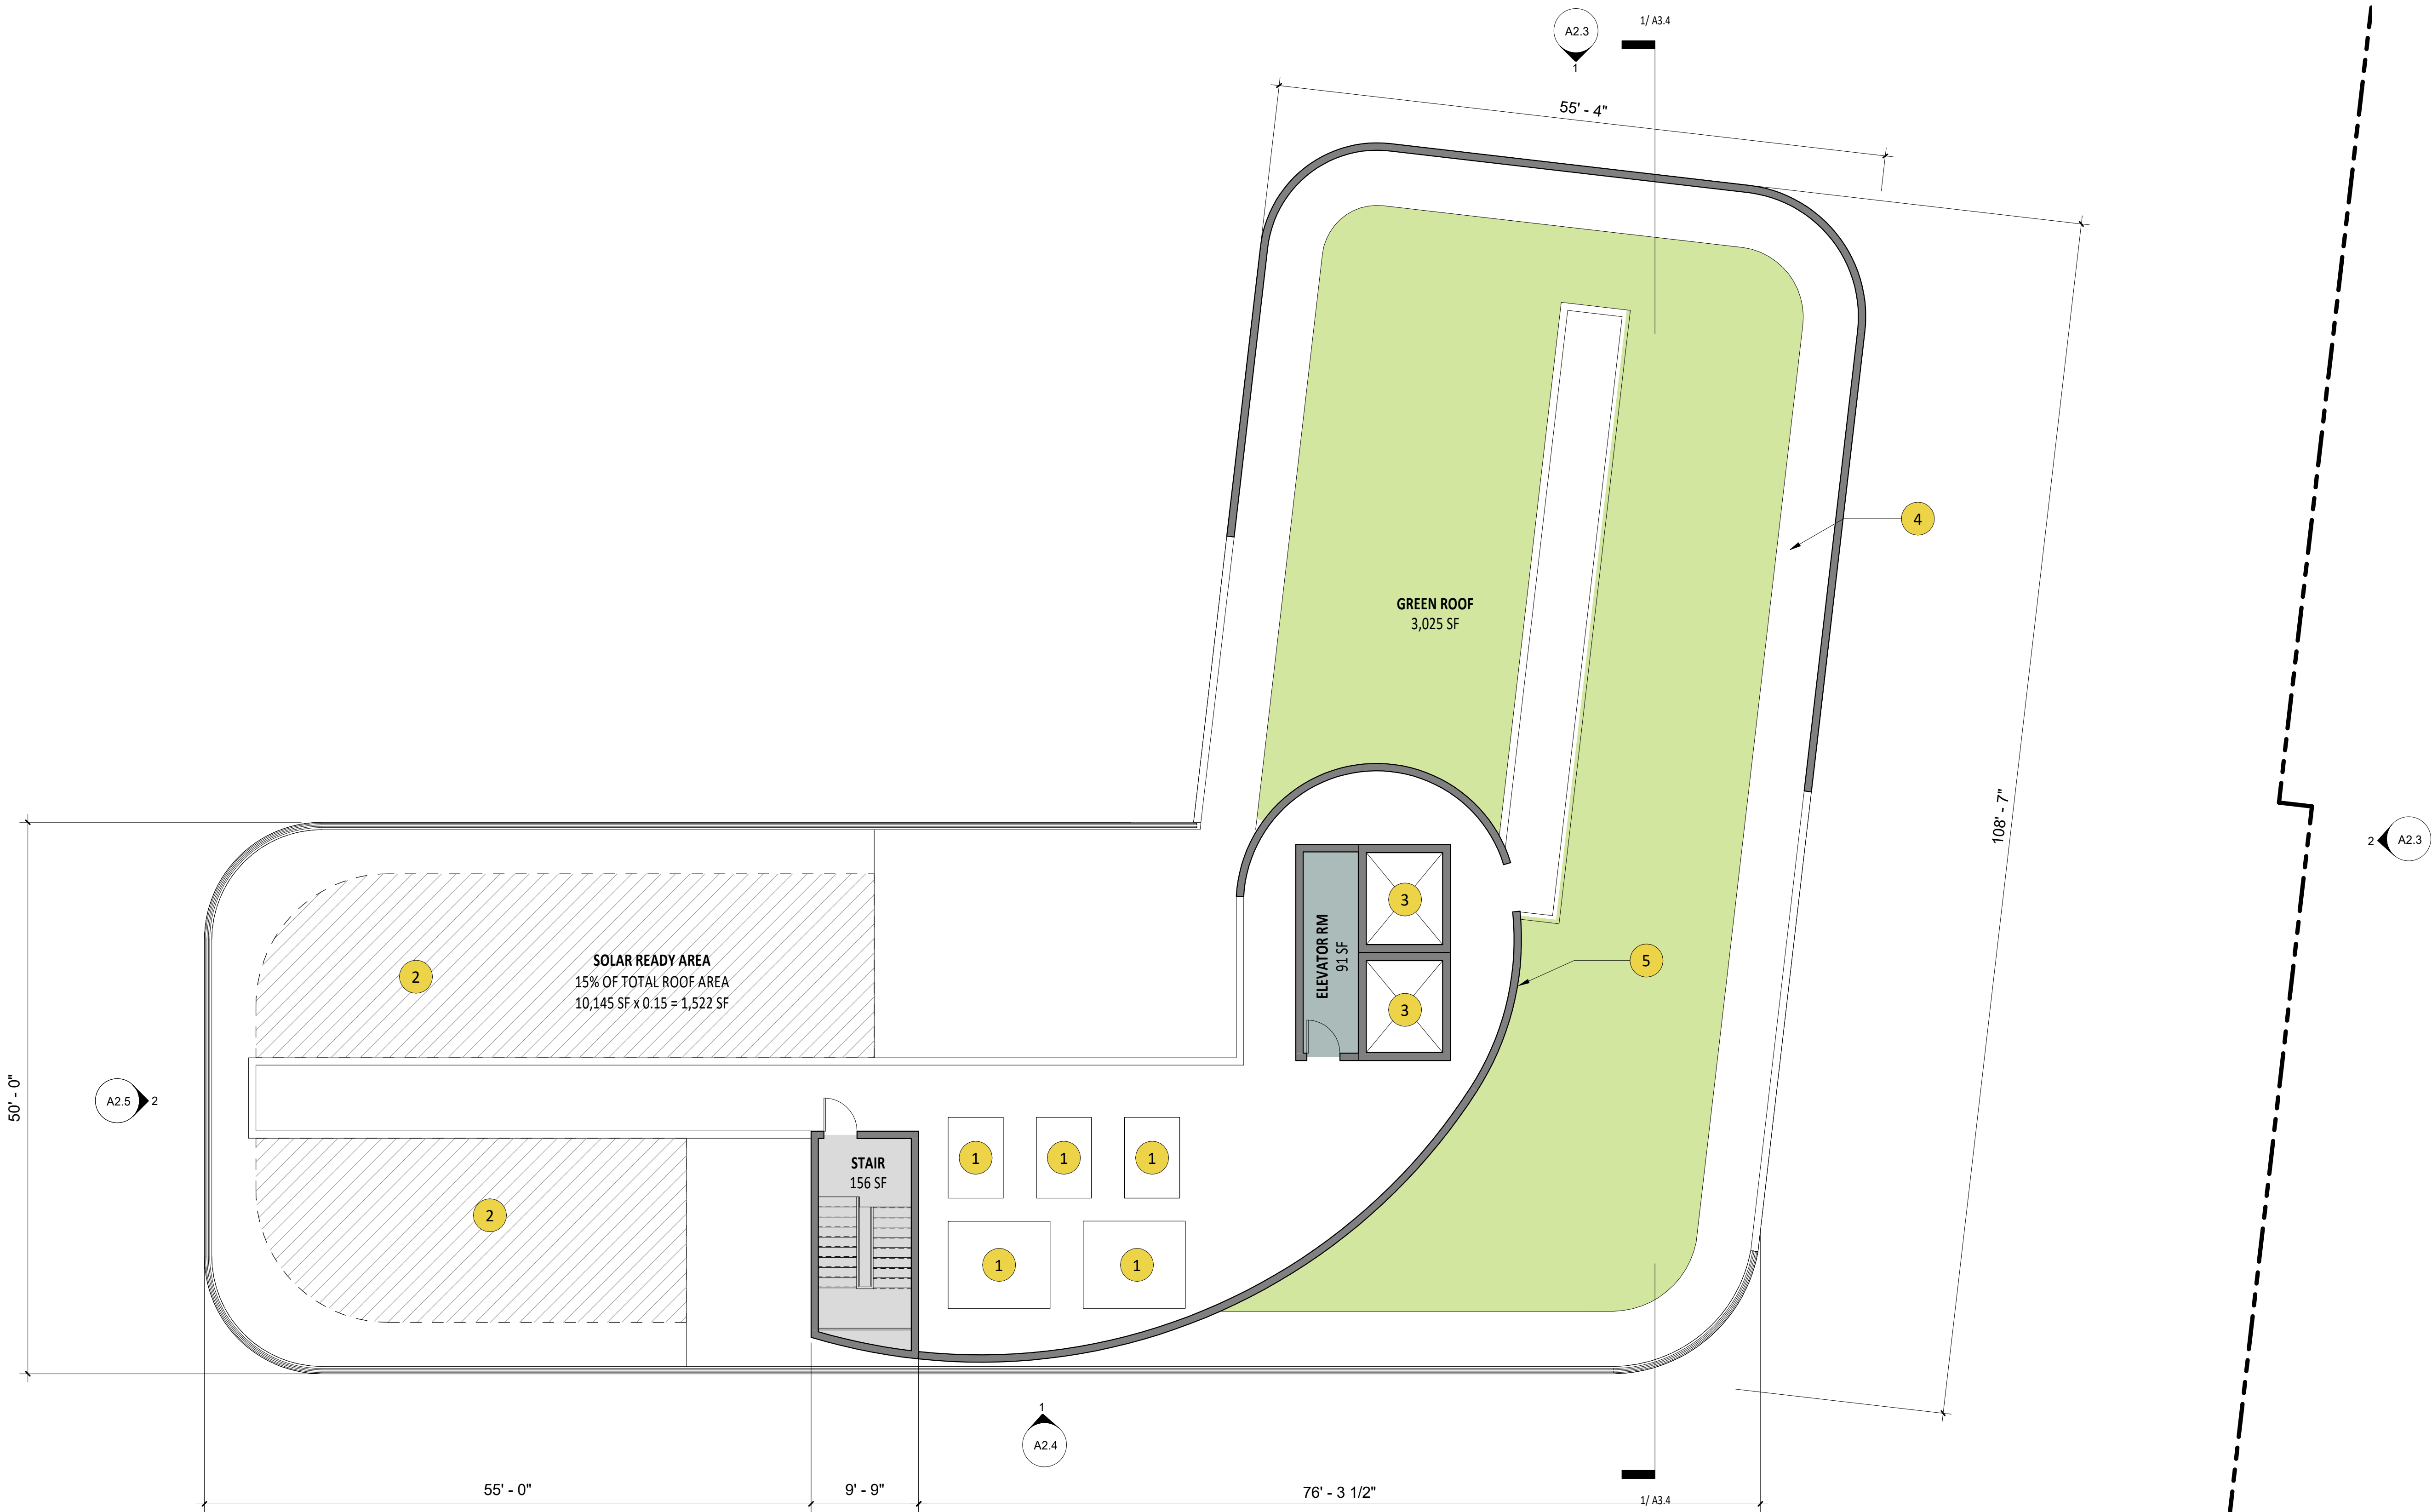 1/ A3.4
A2.3
1
55' - 4"
4
GREEN ROOF
3,025 SF
108' - 7"
2
A2.3
3
ELEVATOR RM
91 SF
3
5
SOLAR READY AREA
15% OF TOTAL ROOF AREA
10,145 SF x 0.15 = 1,522 SF
2
50' - 0"
A2.5
2
STAIR
156 SF
1
1
1
2
1
1
1
A2.4
55' - 0"
9' - 9"
76' - 3 1/2"
1/ A3.4